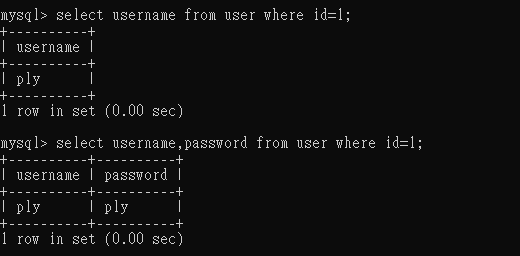 mysql> select username from user where id=1;
+----------+
| username |
+----------+
| ply      |
+----------+
1 row in set (0.00 sec)
mysql> select username,password from user where id=1;
+----------+----------+
| username | password |
+----------+----------+
| ply      | ply      |
+----------+----------+
1 row in set (0.00 sec)